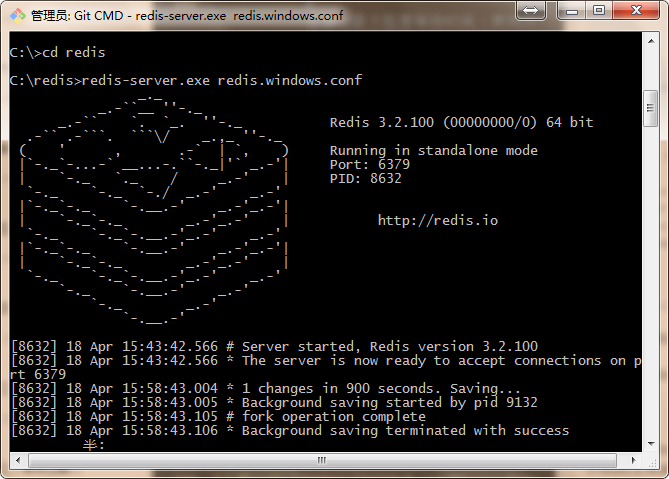 管理员: Git CMD - redis-server.exe redis.windows.conf
C:\>cd redis
C:\redis>redis-server.exe redis.windows.conf
Redis 3.2.100 (00000000/0) 64 bit
Running in standalone mode
Port: 6379
PID: 8632
http://redis.io
[8632] 18 Apr 15:43:42.566 # Server started, Redis version 3.2.100
[8632] 18 Apr 15:43:42.566 * The server is now ready to accept connections on p
rt 6379
[8632] 18 Apr 15:58:43.004 * 1 changes in 900 seconds. Saving...
[8632] 18 Apr 15:58:43.005 * Background saving started by pid 9132
[8632] 18 Apr 15:58:43.105 # fork operation complete
[8632] 18 Apr 15:58:43.106 * Background saving terminated with success
半: